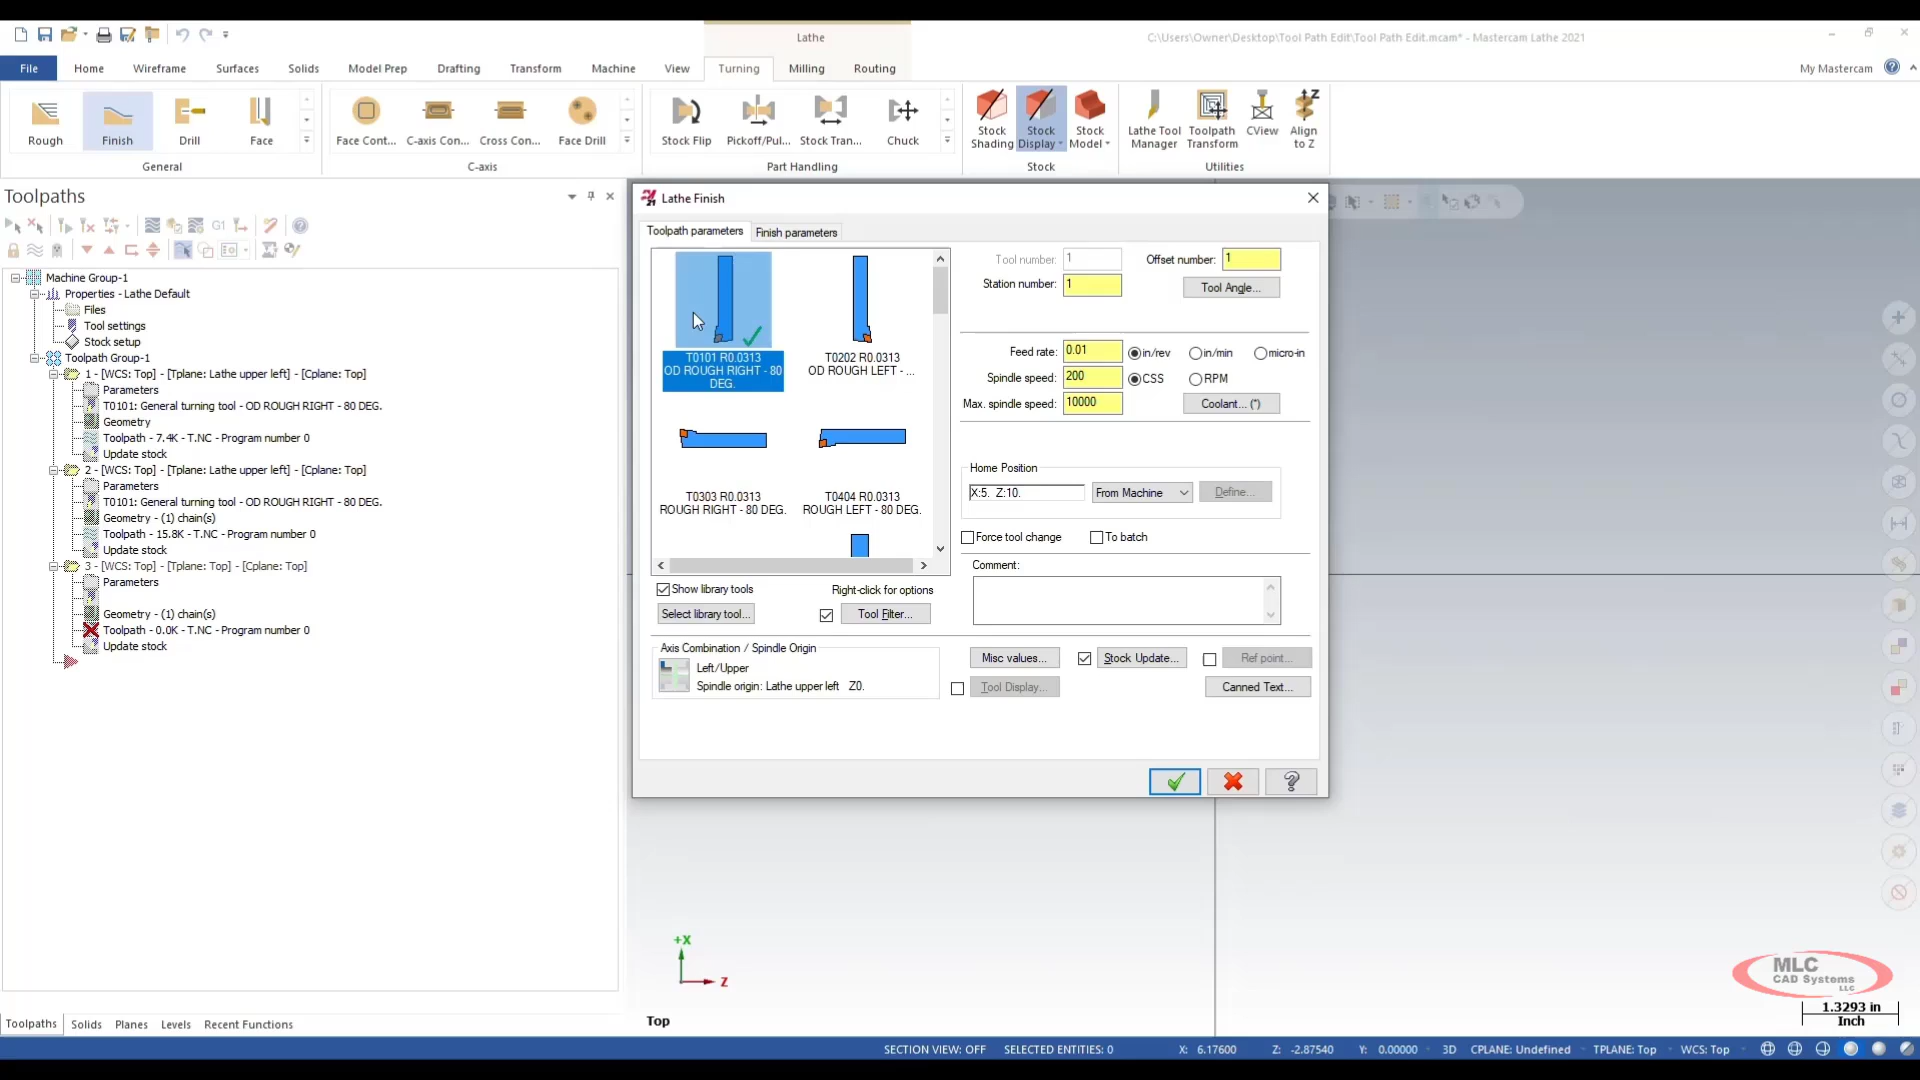 Lathe
C:\Users\Owner\Desktop\Tool Path Edit\Tool Path Edit.mcam* - Mastercam Lathe 2021
File
Home
Wireframe
Surfaces
Solids
Model Prep
Drafting
Transform
Machine
View
Turning
Milling
Routing
My Mastercam
Rough
Finish
Drill
Face
General
Face Cont...
C-axis Con...
Cross Con...
Face Drill
C-axis
Stock Flip
Pickoff/Pul...
Stock Tran...
Chuck
Part Handling
Stock Shading
Stock Display
Stock Model
Stock
Lathe Tool Manager
Toolpath Transform
CView
Align to Z
Utilities
Toolpaths
G1
Machine Group-1
Properties - Lathe Default
Files
Tool settings
Stock setup
Toolpath Group-1
1 - [WCS: Top] - [Tplane: Lathe upper left] - [Cplane: Top]
Parameters
T0101: General turning tool - OD ROUGH RIGHT - 80 DEG.
Geometry
Toolpath - 7.4K - T.NC - Program number 0
Update stock
2 - [WCS: Top] - [Tplane: Lathe upper left] - [Cplane: Top]
Parameters
T0101: General turning tool - OD ROUGH RIGHT - 80 DEG.
Geometry - (1) chain(s)
Toolpath - 15.8K - T.NC - Program number 0
Update stock
3 - [WCS: Top] - [Tplane: Top] - [Cplane: Top]
Parameters
Geometry - (1) chain(s)
Toolpath - 0.0K - T.NC - Program number 0
Update stock
Toolpaths
Solids
Planes
Levels
Recent Functions
Lathe Finish
Toolpath parameters
Finish parameters
T0101 R0.0313
OD ROUGH RIGHT - 80
DEG.
T0202 R0.0313
OD ROUGH LEFT - ...
T0303 R0.0313
ROUGH RIGHT - 80 DEG.
T0404 R0.0313
ROUGH LEFT - 80 DEG.
Show library tools
Right-click for options
Select library tool...
Tool Filter...
Tool number: 1
Offset number: 1
Station number: 1
Tool Angle...
Feed rate: 0.01
in/rev
in/min
micro-in
Spindle speed: 200
CSS
RPM
Max. spindle speed: 10000
Coolant... (*)
Home Position
X:5. Z:10.
From Machine
Define...
Force tool change
To batch
Comment:
Axis Combination / Spindle Origin
Left/Upper
Spindle origin: Lathe upper left Z0.
Misc values...
Stock Update...
Ref point...
Tool Display...
Canned Text...
+X
Z
Top
MLC
CAD Systems
LLC
1.3293 in
Inch
SECTION VIEW: OFF
SELECTED ENTITIES: 0
X: 6.17600
Z: -2.87540
Y: 0.00000
3D
CPLANE: Undefined
TPLANE: Top
WCS: Top